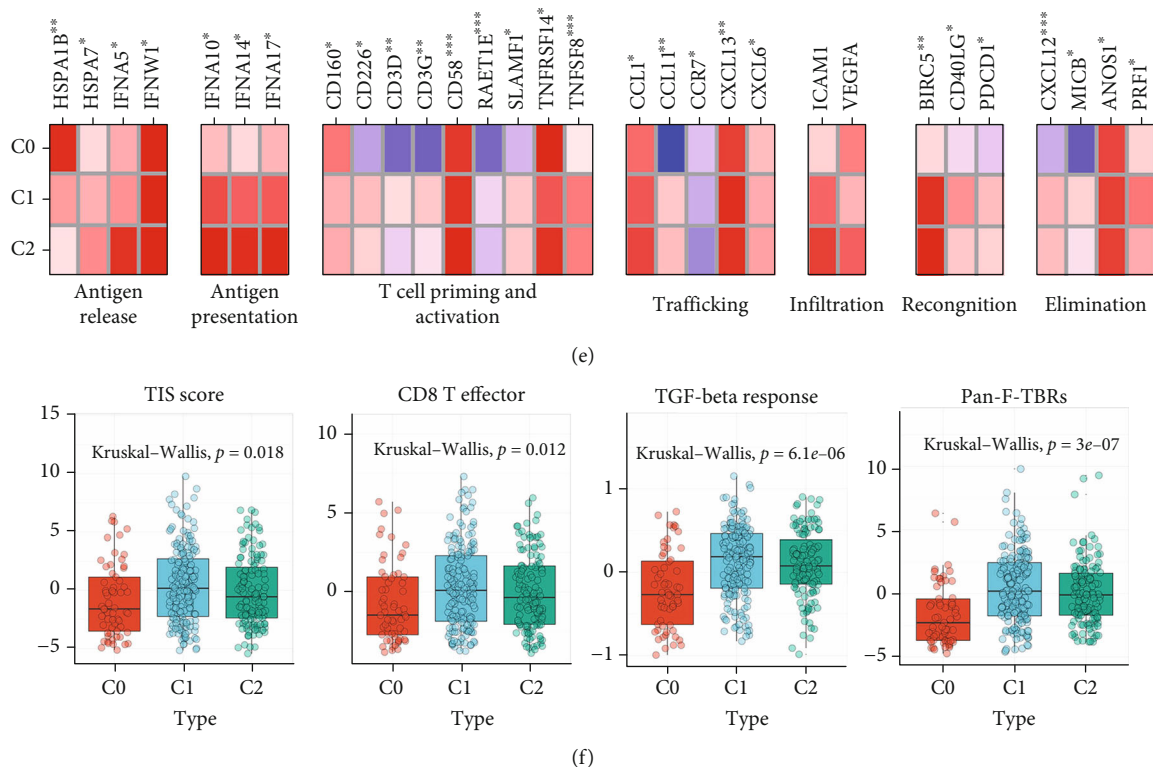 HSPA1B** HSPA7* IFNA5* IFNW1* IFNA10* IFNA14* IFNA17* CD160* CD226* CD3D** CD3G** CD58*** RAET1E*** SLAMF1* TNFRSF14* TNFSF8*** CCL1* CCL11** CCR7* CXCL13** CXCL6* ICAM1 VEGFA BIRC5** CD40LG* PDCD1* CXCL12*** MICB* ANOS1* PRF1*
C0
C1
C2
Antigen release
Antigen presentation
T cell priming and activation
Trafficking
Infiltration
Recongnition
Elimination
(e)
TIS score
15
10
5
0
−5
Kruskal–Wallis, p = 0.018
C0 C1 C2
Type
CD8 T effector
10
5
0
Kruskal–Wallis, p = 0.012
C0 C1 C2
Type
TGF-beta response
1
0
−1
Kruskal–Wallis, p = 6.1e–06
C0 C1 C2
Type
Pan-F-TBRs
10
5
0
−5
Kruskal–Wallis, p = 3e–07
C0 C1 C2
Type
(f)